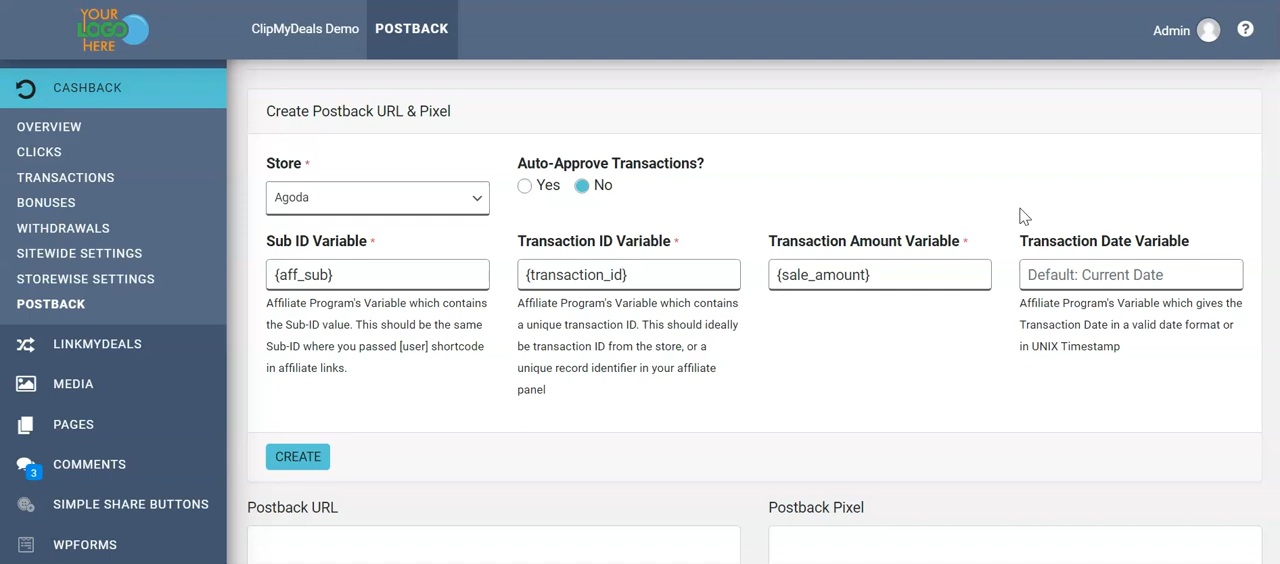 YOUR
LOGO
HERE
ClipMyDeals Demo
POSTBACK
Admin
?
CASHBACK
OVERVIEW
CLICKS
TRANSACTIONS
BONUSES
WITHDRAWALS
SITEWIDE SETTINGS
STOREWISE SETTINGS
POSTBACK
LINKMYDEALS
MEDIA
PAGES
COMMENTS
3
SIMPLE SHARE BUTTONS
WPFORMS
Create Postback URL & Pixel
Store *
Agoda
Auto-Approve Transactions?
Yes No
Sub ID Variable *
{aff_sub}
Affiliate Program's Variable which contains
the Sub-ID value. This should be the same
Sub-ID where you passed [user] shortcode
in affiliate links.
Transaction ID Variable *
{transaction_id}
Affiliate Program's Variable which contains
a unique transaction ID. This should ideally
be transaction ID from the store, or a
unique record identifier in your affiliate
panel
Transaction Amount Variable *
{sale_amount}
Transaction Date Variable
Default: Current Date
Affiliate Program's Variable which gives the
Transaction Date in a valid date format or
in UNIX Timestamp
CREATE
Postback URL
Postback Pixel